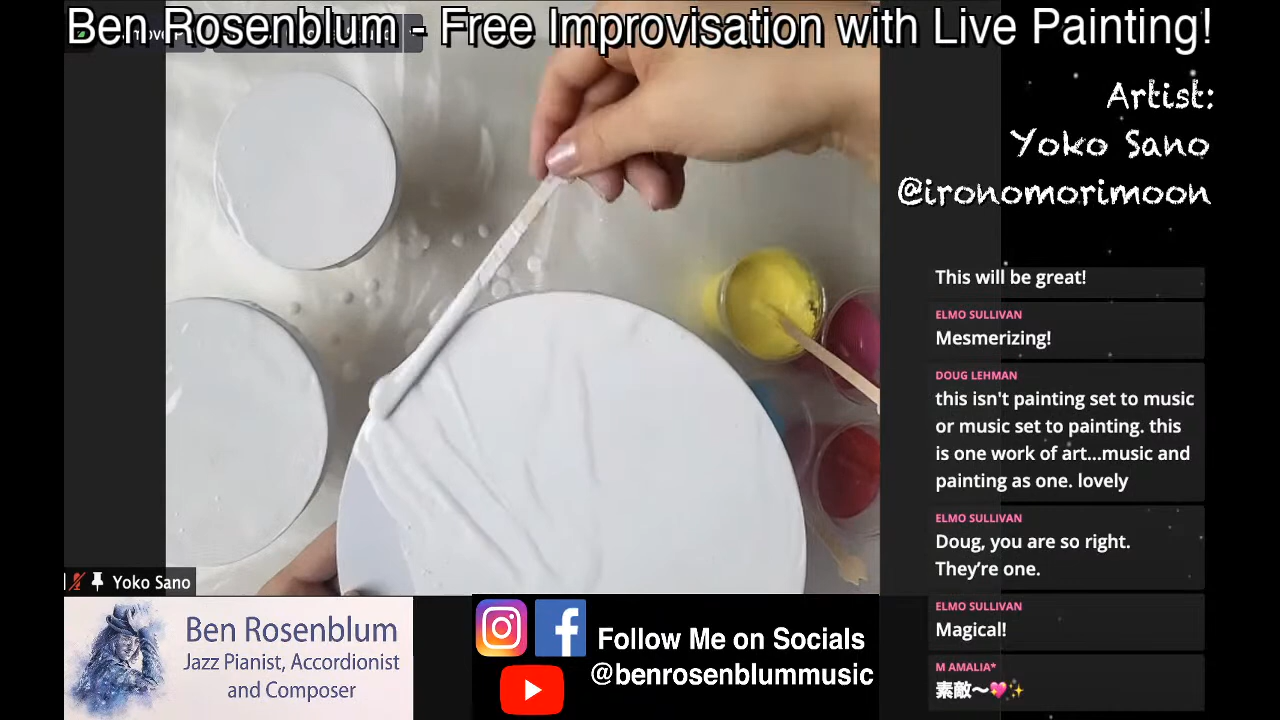 Ben Rosenblum - Free Improvisation with Live Painting!
Artist:
Yoko Sano
@ironomorimoon
This will be great!
ELMO SULLIVAN
Mesmerizing!
DOUG LEHMAN
this isn't painting set to music
or music set to painting. this
is one work of art...music and
painting as one. lovely
ELMO SULLIVAN
Doug, you are so right.
They’re one.
ELMO SULLIVAN
Magical!
M AMALIA*
素敵〜💖✨
Yoko Sano
Ben Rosenblum
Jazz Pianist, Accordionist
and Composer
Follow Me on Socials
@benrosenblummusic